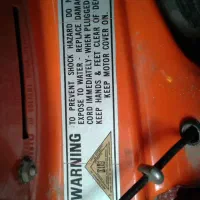 WARNING
TO PREVENT SHOCK HAZARD DO N
EXPOSE TO WATER - REPLACE DAMA
CORD IMMEDIATELY - WHEN PLUGGED
KEEP HANDS & FEET CLEAR OF DE
KEEP MOTOR COVER ON.